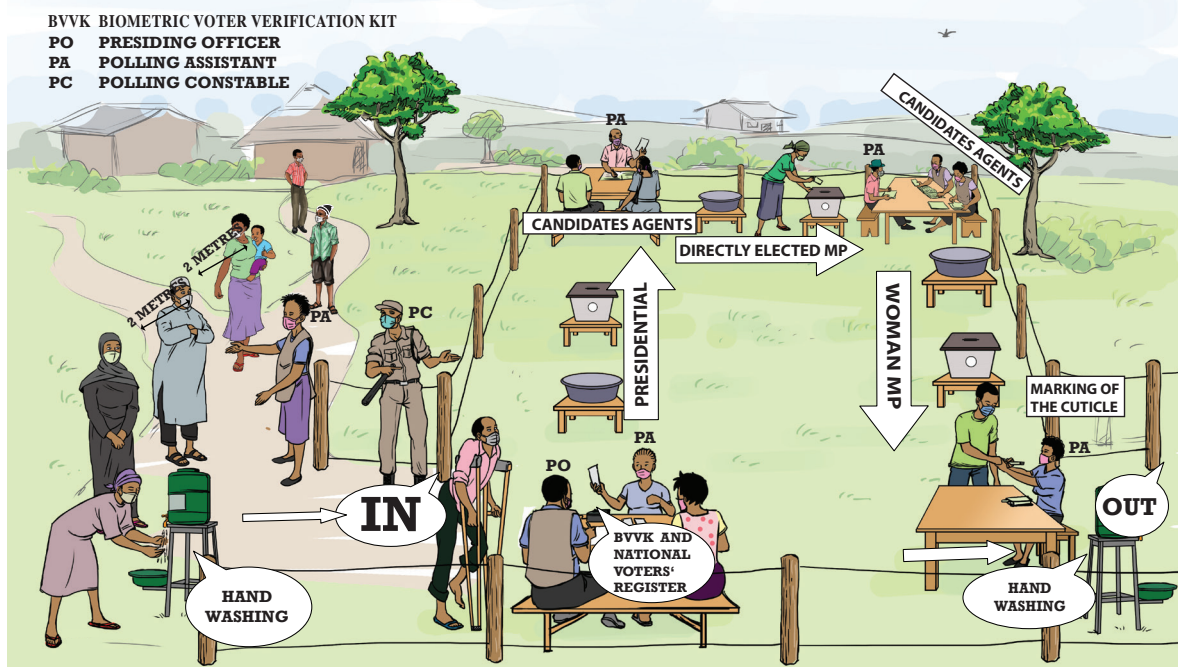 BVVK BIOMETRIC VOTER VERIFICATION KIT
PO PRESIDING OFFICER
PA POLLING ASSISTANT
PC POLLING CONSTABLE
PA
CANDIDATES AGENTS
PA
CANDIDATES AGENTS
DIRECTLY ELECTED MP
2 METRES
2 METRES
PA
PC
PRESIDENTIAL
WOMAN MP
MARKING OF
THE CUTICLE
PA
PO
PA
IN
OUT
BVVK AND
NATIONAL
VOTERS'
REGISTER
HAND
WASHING
HAND
WASHING